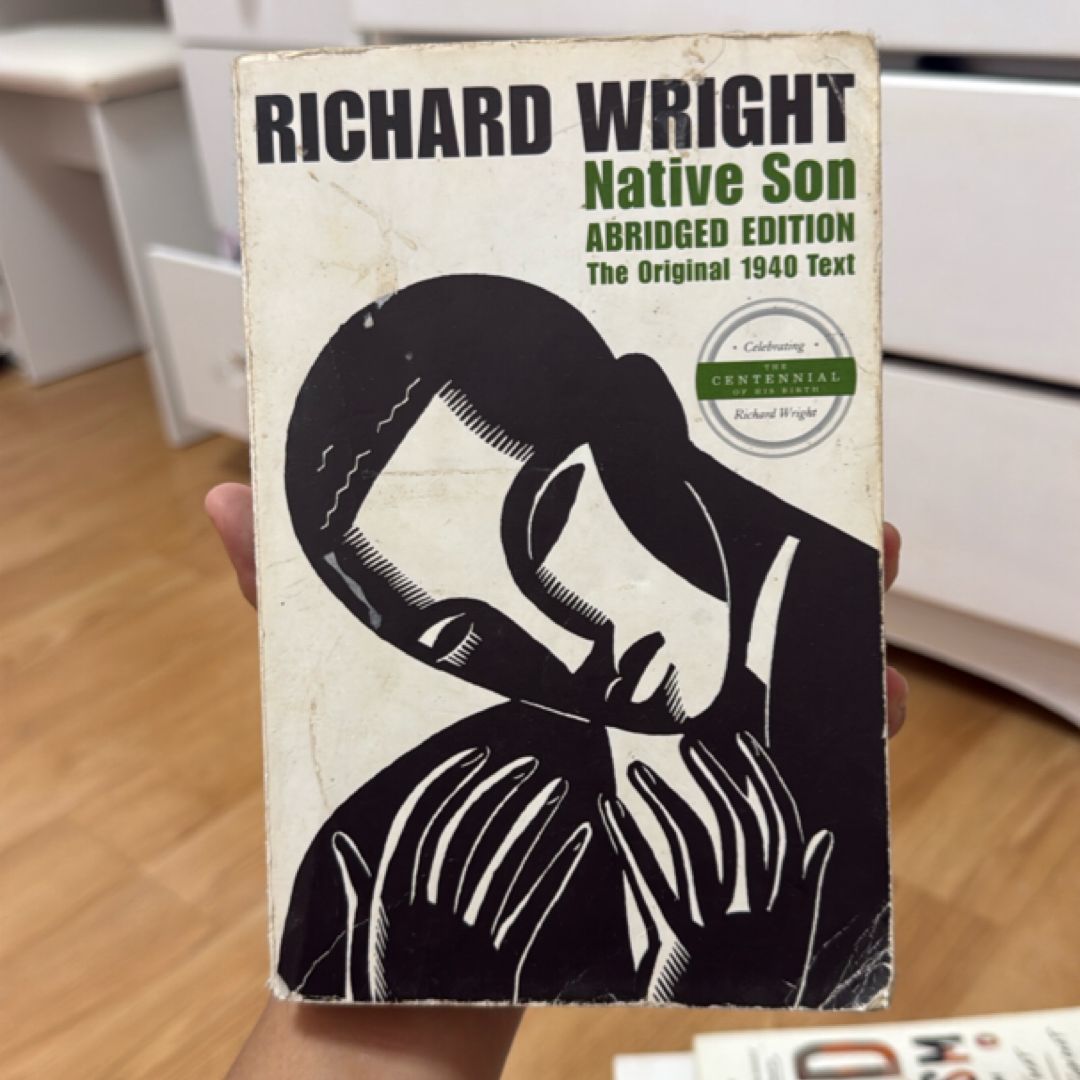 RICHARD WRIGHT
Native Son
ABRIDGED EDITION
The Original 1940 Text
• Celebrating •
THE
CENTENNIAL
OF HIS BIRTH
Richard Wright